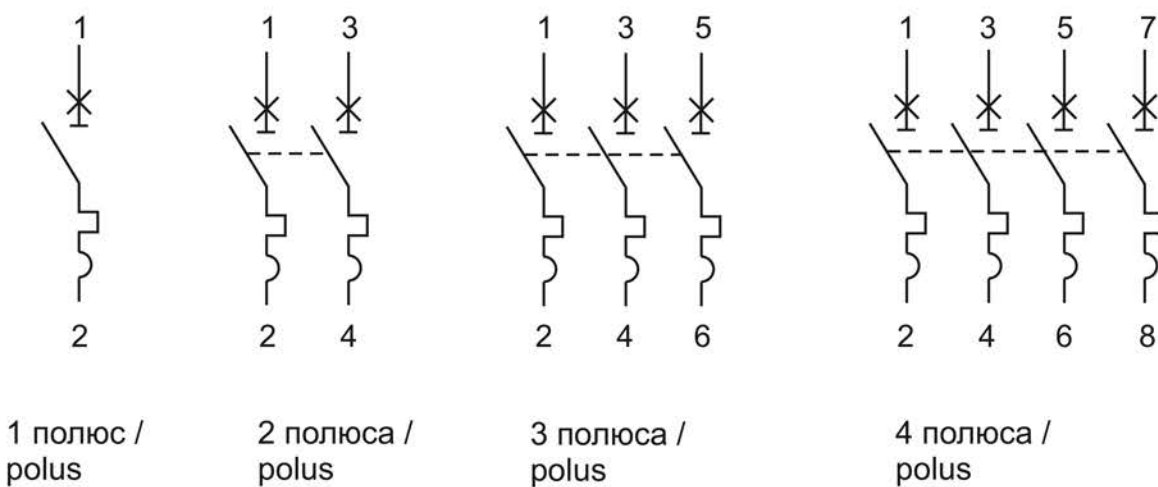 1 1 3 1 3 5 1 3 5 7
2 2 4 2 4 6 2 4 6 8
1 полюс / 2 полюса / 3 полюса / 4 полюса /
polus polus polus polus